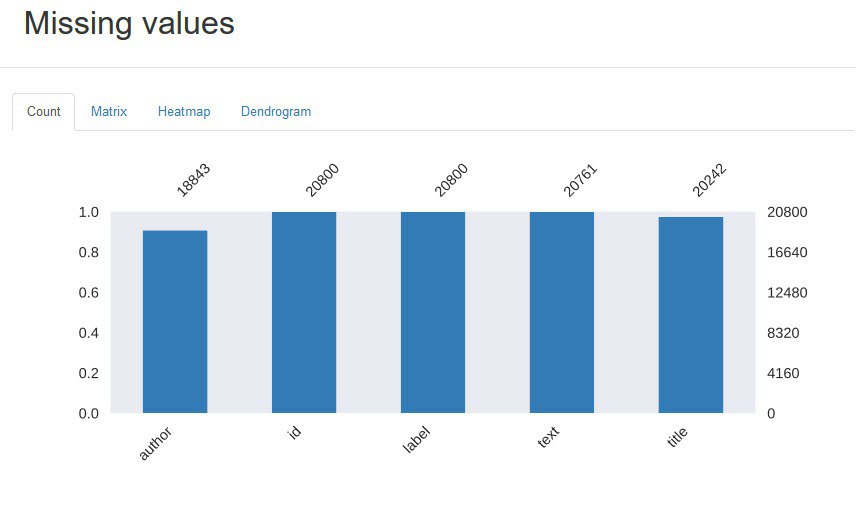 Missing values
Count Matrix Heatmap Dendrogram
18843 20800 20800 20761 20242
1.0 20800
0.8 16640
0.6 12480
0.4 8320
0.2 4160
0.0 0
author id label text title